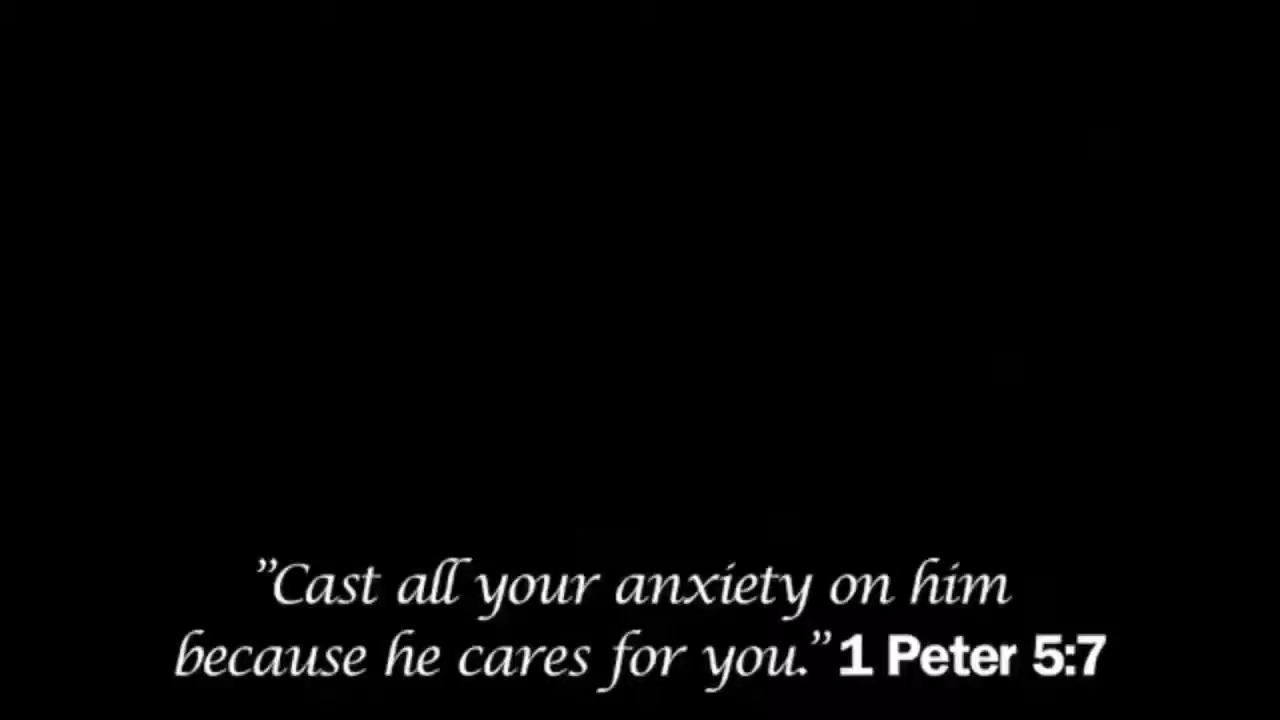 ”Cast all your anxiety on him
because he cares for you.” 1 Peter 5:7